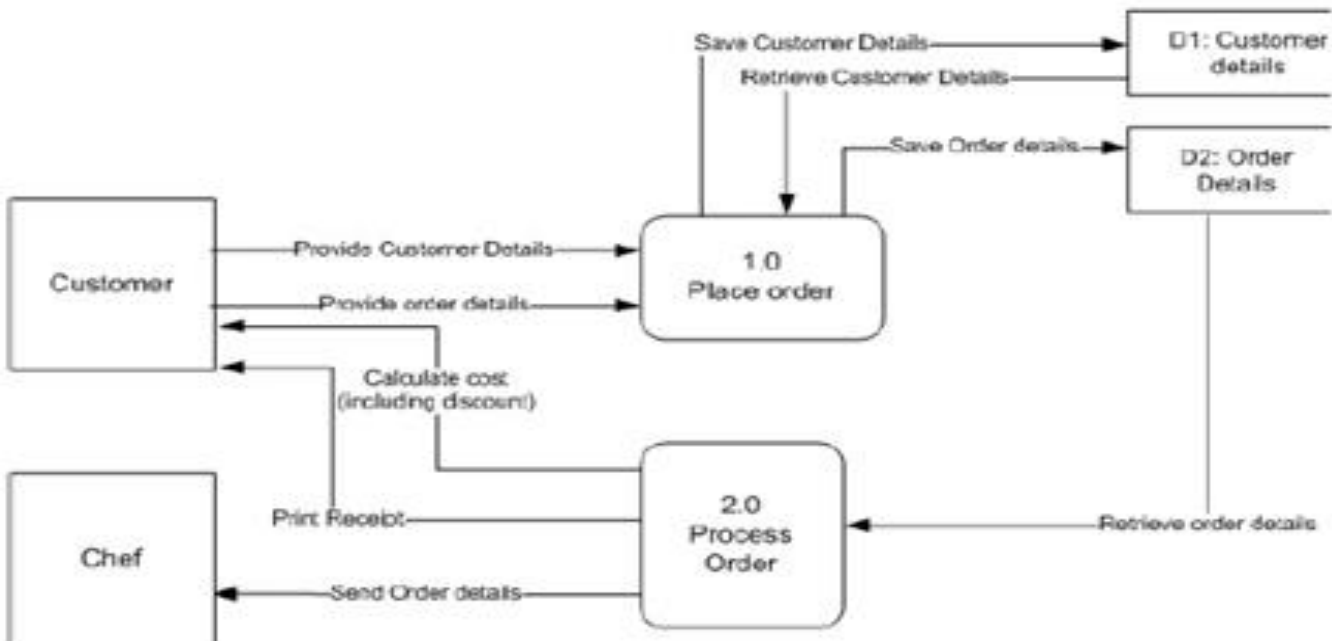 Save Customer Details
D1: Customer
details
Retrieve Customer Details
Save Order details
D2: Order
Details
Provide Customer Details
1.0
Place order
Customer
Provide order details
Calculate cost
(including discount)
2.0
Process
Order
Print Receipt
Retrieve order details
Chef
Send Order details